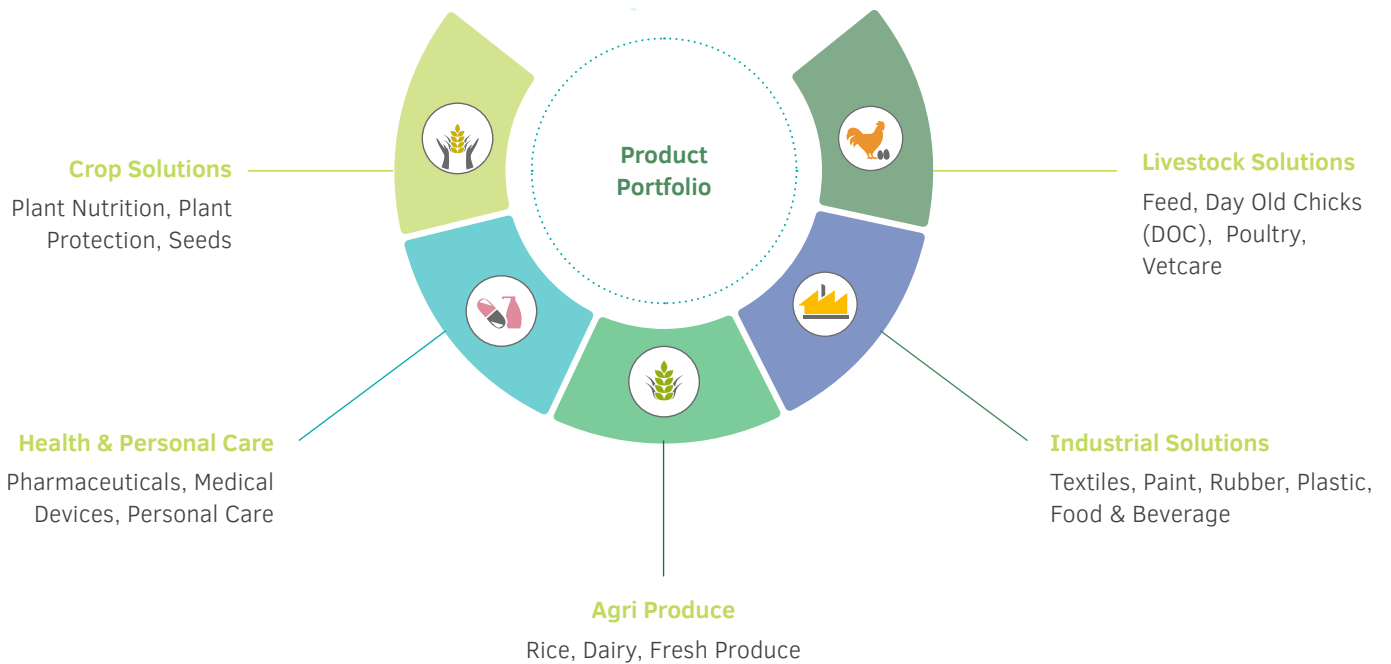 Product
Portfolio
Crop Solutions
Plant Nutrition, Plant
Protection, Seeds
Livestock Solutions
Feed, Day Old Chicks
(DOC), Poultry,
Vetcare
Health & Personal Care
Pharmaceuticals, Medical
Devices, Personal Care
Industrial Solutions
Textiles, Paint, Rubber, Plastic,
Food & Beverage
Agri Produce
Rice, Dairy, Fresh Produce